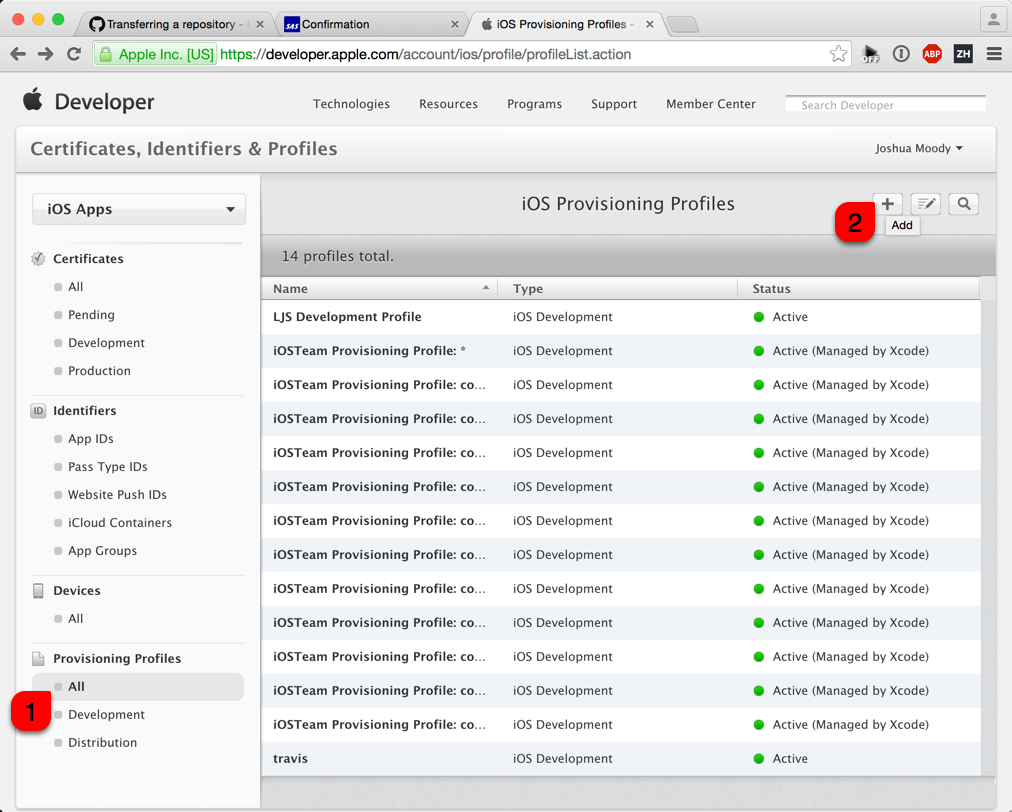 Transferring a repository -
Confirmation
iOS Provisioning Profiles -
Apple Inc. [US] https://developer.apple.com/account/ios/profile/profileList.action
OFF
ABP
ZH
Developer
Technologies Resources Programs Support Member Center Search Developer
Certificates, Identifiers & Profiles
Joshua Moody
iOS Apps
iOS Provisioning Profiles
2
Add
14 profiles total.
Certificates
All
Pending
Development
Production
ID Identifiers
App IDs
Pass Type IDs
Website Push IDs
iCloud Containers
App Groups
Devices
All
Provisioning Profiles
All
1
Development
Distribution
Name Type Status
LJS Development Profile iOS Development Active
iOSTeam Provisioning Profile: * iOS Development Active (Managed by Xcode)
iOSTeam Provisioning Profile: co... iOS Development Active (Managed by Xcode)
iOSTeam Provisioning Profile: co... iOS Development Active (Managed by Xcode)
iOSTeam Provisioning Profile: co... iOS Development Active (Managed by Xcode)
iOSTeam Provisioning Profile: co... iOS Development Active (Managed by Xcode)
iOSTeam Provisioning Profile: co... iOS Development Active (Managed by Xcode)
iOSTeam Provisioning Profile: co... iOS Development Active (Managed by Xcode)
iOSTeam Provisioning Profile: co... iOS Development Active (Managed by Xcode)
iOSTeam Provisioning Profile: co... iOS Development Active (Managed by Xcode)
iOSTeam Provisioning Profile: co... iOS Development Active (Managed by Xcode)
iOSTeam Provisioning Profile: co... iOS Development Active (Managed by Xcode)
iOSTeam Provisioning Profile: co... iOS Development Active (Managed by Xcode)
travis iOS Development Active